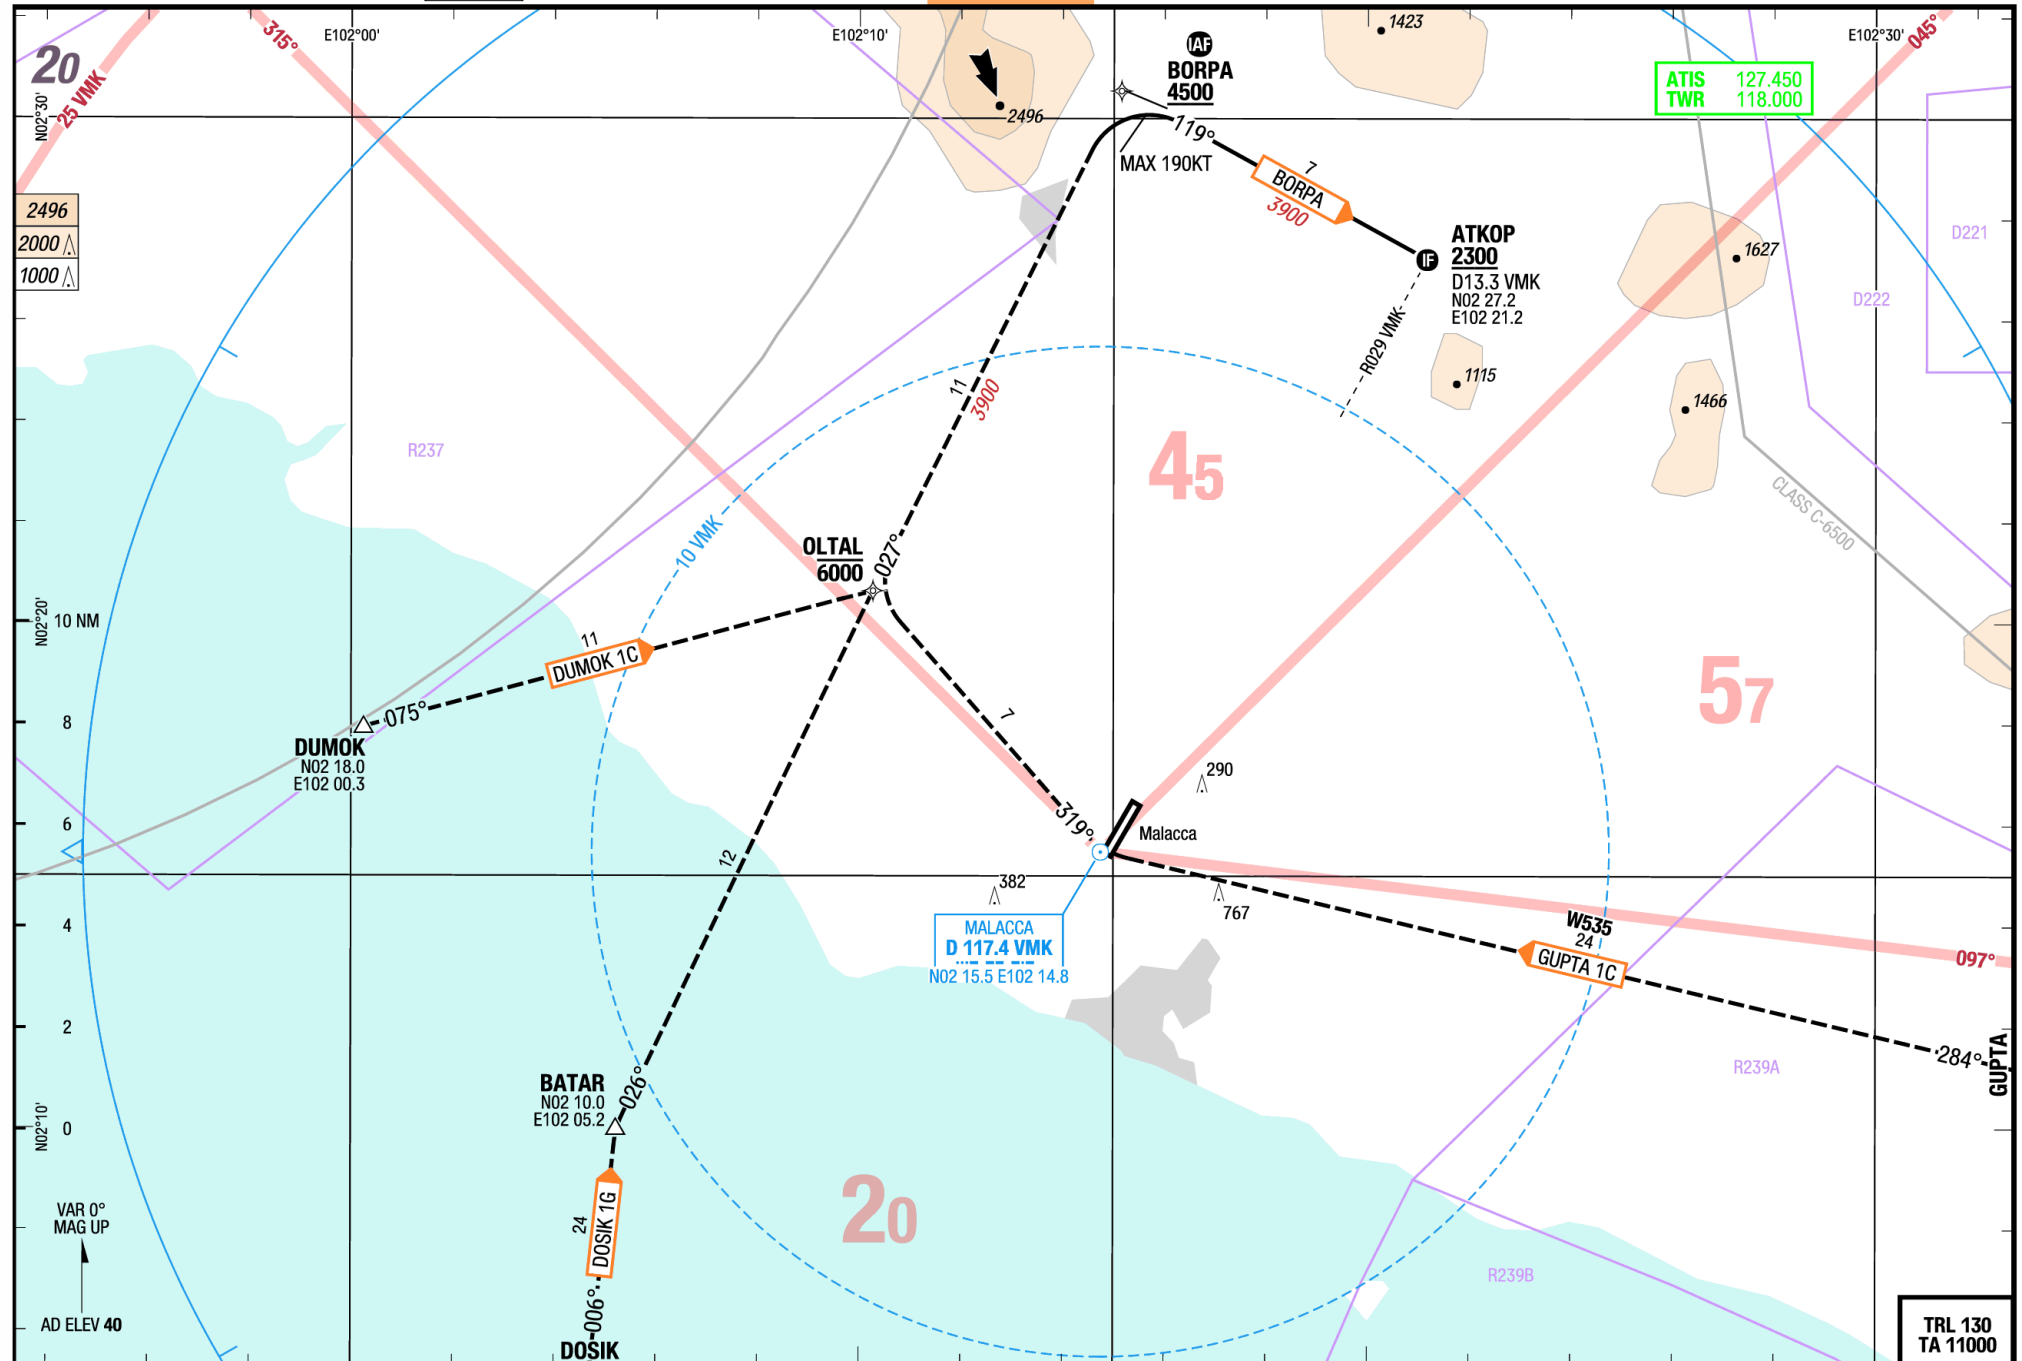 315°
E102°00'
E102°10'
IAF
BORPA
4500
1423
E102°30'
045°
20
25 VMK
N02°30'
ATIS 127.450
TWR 118.000
2496
119°
MAX 190KT
7
BORPA
3900
2496
2000
1000
ATKOP
2300
IF
D13.3 VMK
N02 27.2
E102 21.2
1627
D221
D222
R029 VMK
1115
1466
11
3900
R237
45
CLASS C-6500
10 VMK
OLTAL
6000
027°
N02°20'
10 NM
11
DUMOK 1C
57
8
075°
DUMOK
N02 18.0
E102 00.3
7
290
6
319°
Malacca
12
382
767
4
MALACCA
D 117.4 VMK
N02 15.5 E102 14.8
W535
24
GUPTA 1C
097°
2
284°
GUPTA
R239A
BATAR
N02 10.0
E102 05.2
026°
N02°10'
0
20
24
DOSIK 1G
VAR 0°
MAG UP
R239B
006°
AD ELEV 40
DOSIK
TRL 130
TA 11000